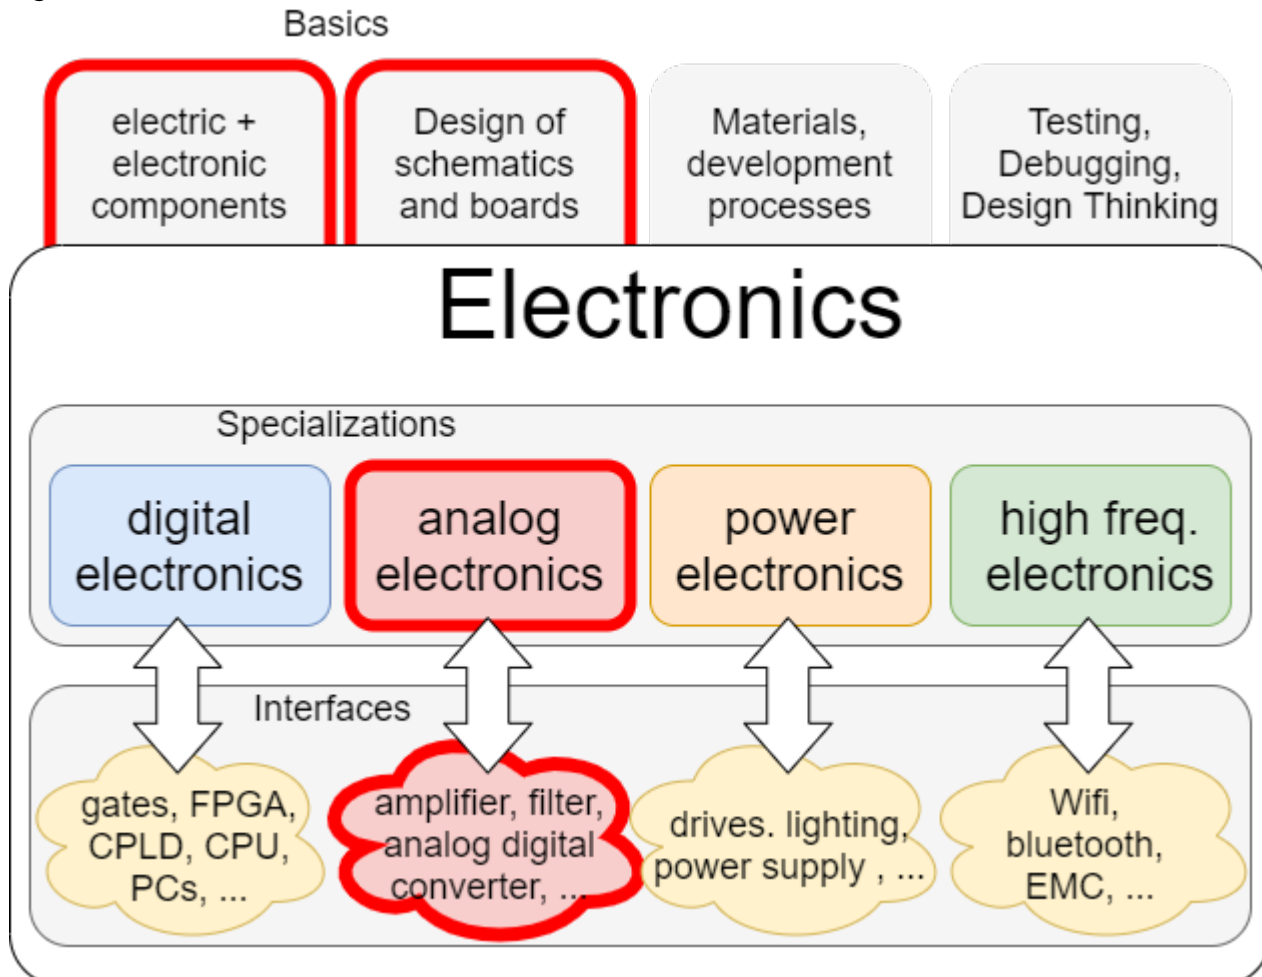 Basics
electric +
electronic
components
Design of
schematics
and boards
Materials,
development
processes
Testing,
Debugging,
Design Thinking
Electronics
Specializations
digital
electronics
analog
electronics
power
electronics
high freq.
electronics
Interfaces
gates, FPGA,
CPLD, CPU,
PCs, ...
amplifier, filter,
analog digital
converter, ...
drives. lighting,
power supply , ...
Wifi,
bluetooth,
EMC, ...